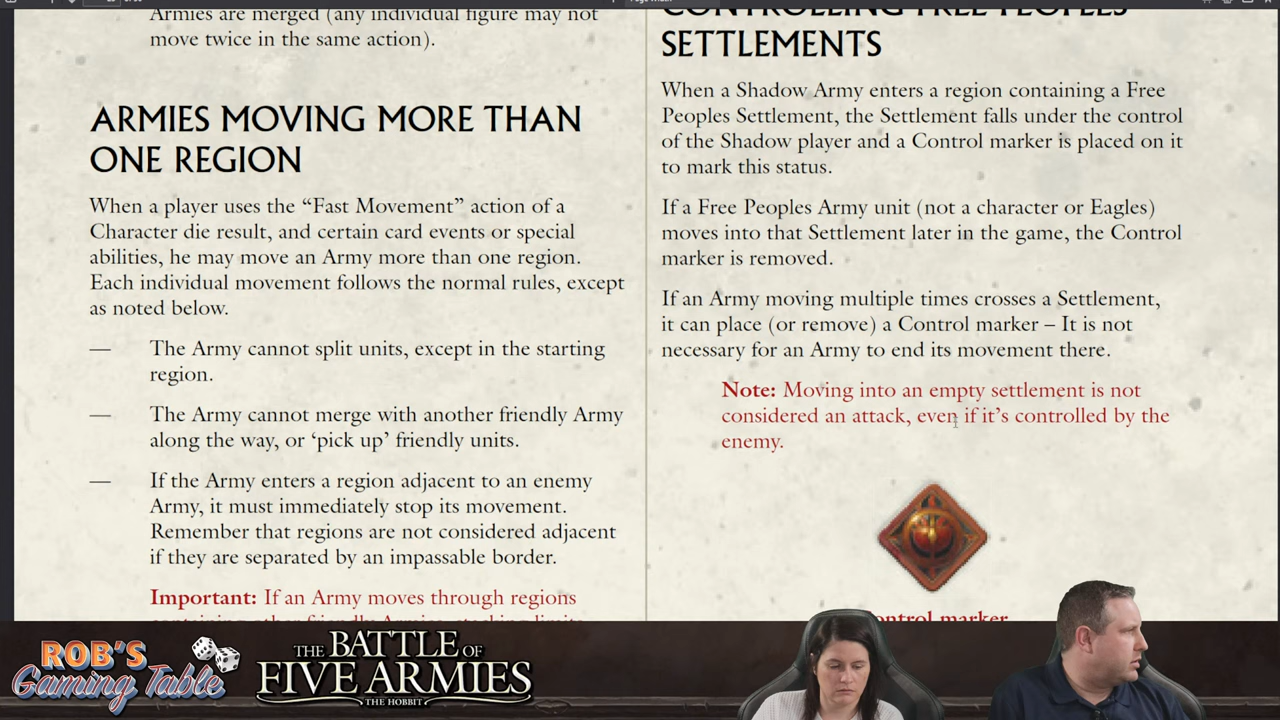 Armies are merged (any individual figure may not
move twice in the same action).
ARMIES MOVING MORE THAN
ONE REGION
When a player uses the “Fast Movement” action of a
Character die result, and certain card events or special
abilities, he may move an Army more than one region.
Each individual movement follows the normal rules, except
as noted below.
— The Army cannot split units, except in the starting
region.
— The Army cannot merge with another friendly Army
along the way, or ‘pick up’ friendly units.
— If the Army enters a region adjacent to an enemy
Army, it must immediately stop its movement.
Remember that regions are not considered adjacent
if they are separated by an impassable border.
Important: If an Army moves through regions
containing other friendly Armies, stacking limits
CONTROLLING FREE PEOPLES
SETTLEMENTS
When a Shadow Army enters a region containing a Free
Peoples Settlement, the Settlement falls under the control
of the Shadow player and a Control marker is placed on it
to mark this status.
If a Free Peoples Army unit (not a character or Eagles)
moves into that Settlement later in the game, the Control
marker is removed.
If an Army moving multiple times crosses a Settlement,
it can place (or remove) a Control marker – It is not
necessary for an Army to end its movement there.
Note: Moving into an empty settlement is not
considered an attack, even if it’s controlled by the
enemy.
ontrol marker
ROB'S
Gaming Table
THE BATTLE OF
FIVE ARMIES
THE HOBBIT